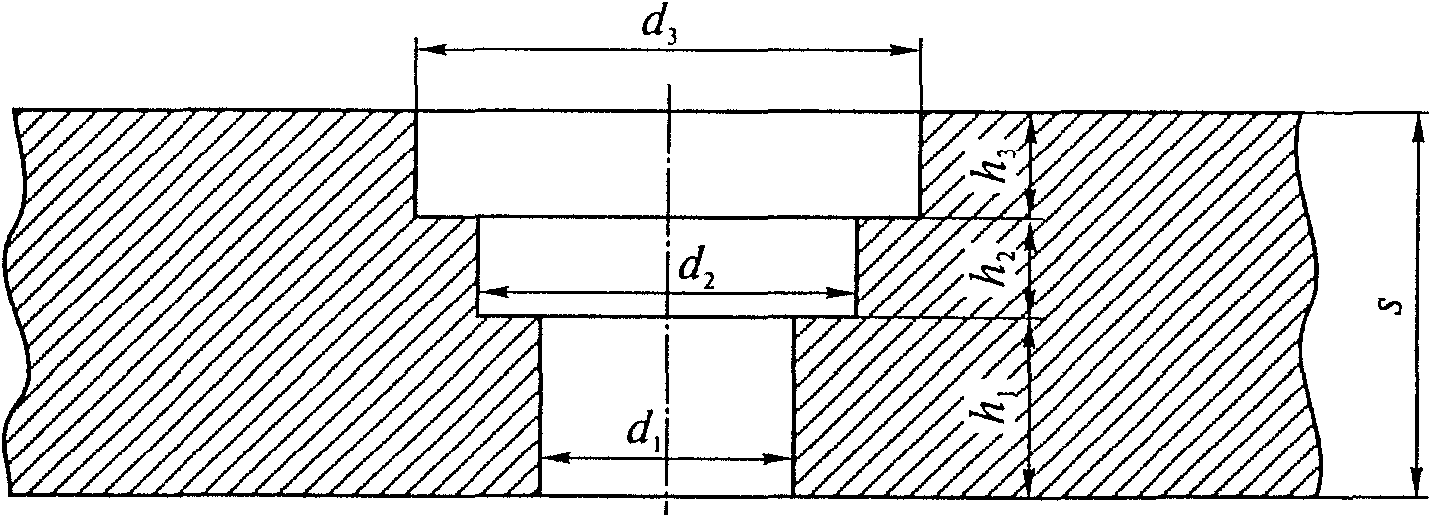 d₃
h₃
d₂
h₂
s
d₁
h₁